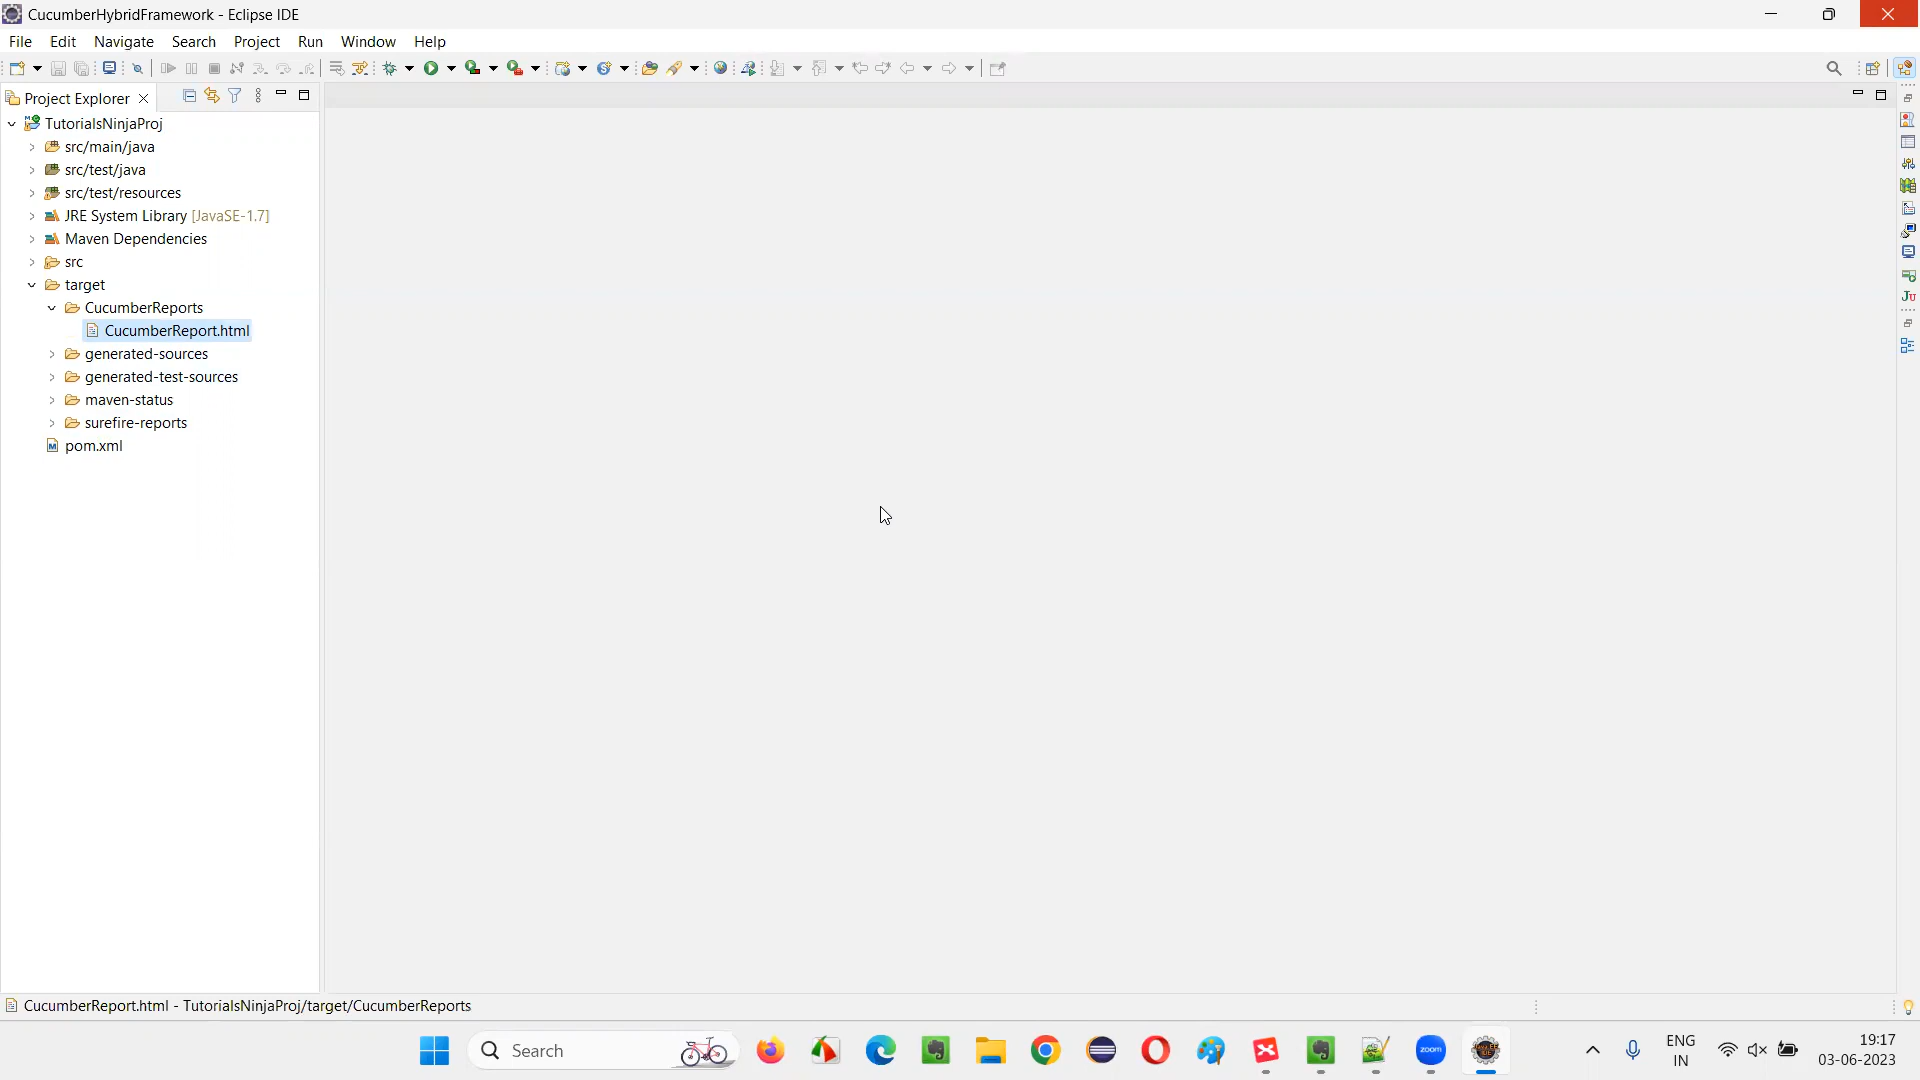 CucumberHybridFramework - Eclipse IDE
File Edit Navigate Search Project Run Window Help
Project Explorer
TutorialsNinjaProj
src/main/java
src/test/java
src/test/resources
JRE System Library [JavaSE-1.7]
Maven Dependencies
src
target
CucumberReports
CucumberReport.html
generated-sources
generated-test-sources
maven-status
surefire-reports
pom.xml
CucumberReport.html - TutorialsNinjaProj/target/CucumberReports
Search
zoom
ENG
IN
19:17
03-06-2023